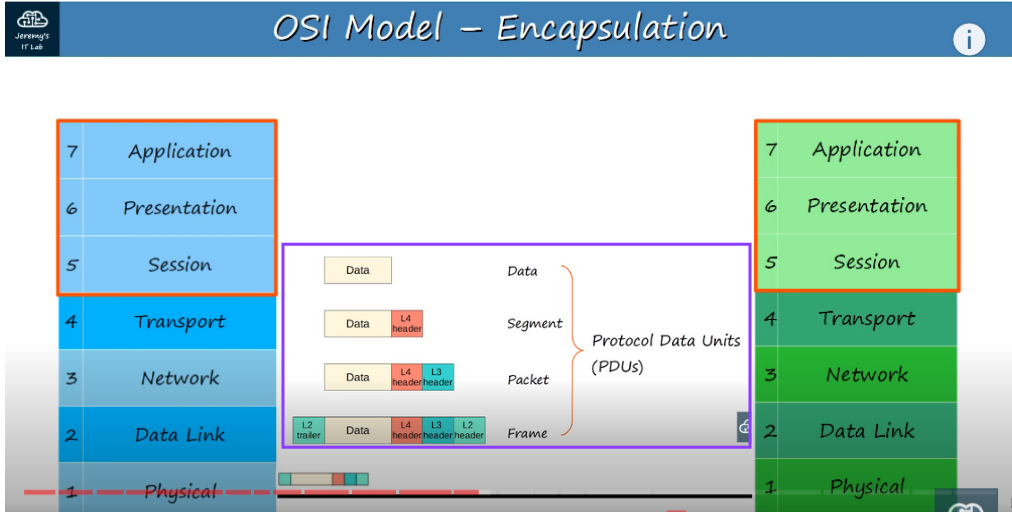 Jeremy's
IT Lab
OSI Model – Encapsulation
i
7 Application
6 Presentation
5 Session
4 Transport
3 Network
2 Data Link
1 Physical
Data
Data
Data
L4
header
Segment
Data
L4
header
L3
header
Packet
L2
trailer
Data
L4
header
L3
header
L2
header
Frame
Protocol Data Units
(PDUs)
7 Application
6 Presentation
5 Session
4 Transport
3 Network
2 Data Link
1 Physical